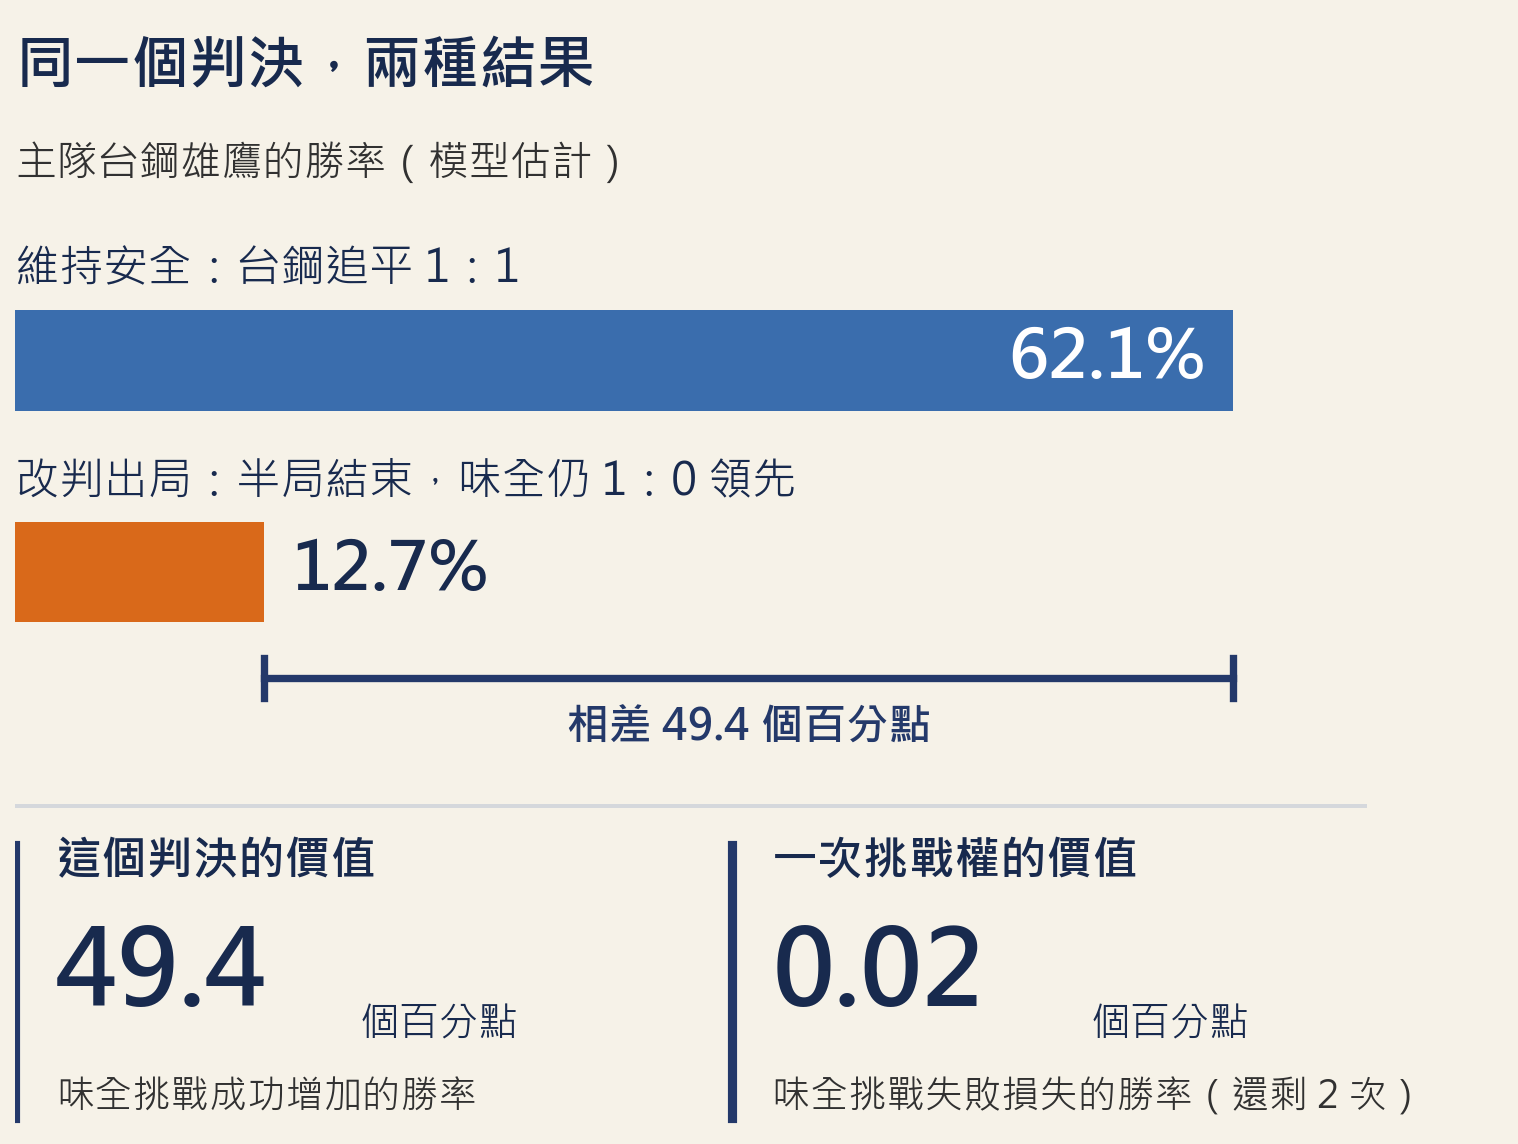 同一個判決，兩種結果
主隊台鋼雄鷹的勝率（模型估計）
維持安全：台鋼追平 1：1
62.1%
改判出局：半局結束，味全仍 1：0 領先
12.7%
相差 49.4 個百分點
這個判決的價值
49.4 個百分點
味全挑戰成功增加的勝率
一次挑戰權的價值
0.02 個百分點
味全挑戰失敗損失的勝率（還剩 2 次）